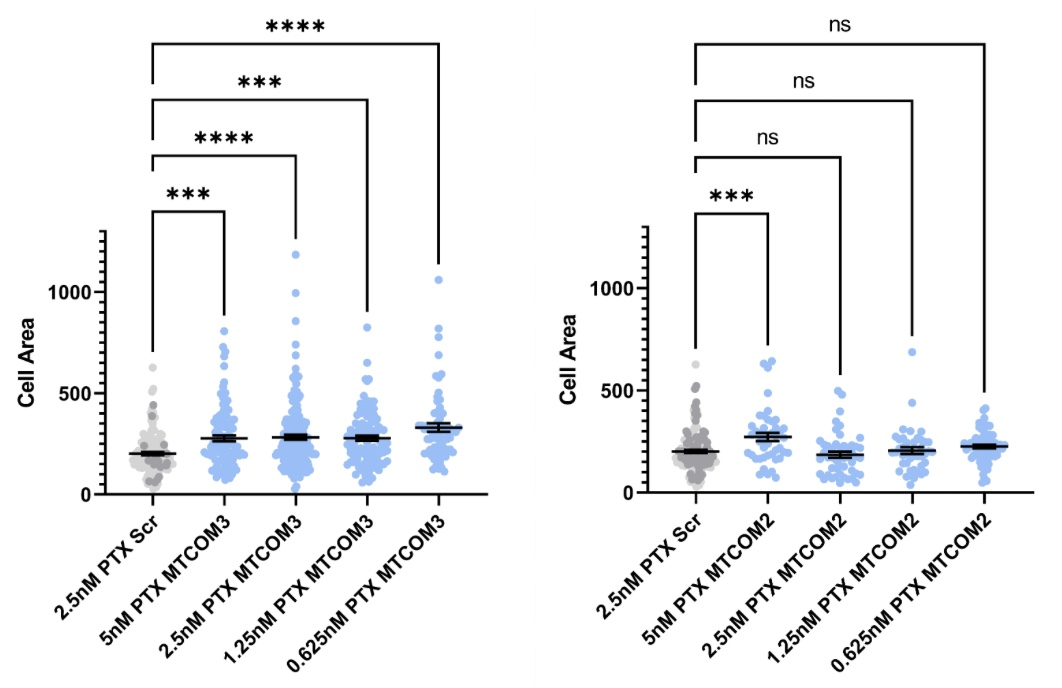 ****
***
****
***
Cell Area
1000
500
0
2.5nM PTX Scr
5nM PTX MTCOM3
2.5nM PTX MTCOM3
1.25nM PTX MTCOM3
0.625nM PTX MTCOM3
ns
ns
ns
***
Cell Area
1000
500
0
2.5nM PTX Scr
5nM PTX MTCOM2
2.5nM PTX MTCOM2
1.25nM PTX MTCOM2
0.625nM PTX MTCOM2